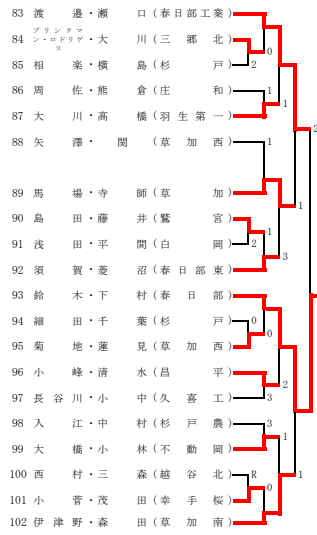 83 渡邉・瀬口(春日部工業)
84 ブリンクマン・ロドリゲス・大川(三郷北)
0
85 相楽・横島(杉戸)
2
86 周佐・熊倉(庄和)
1
1
87 大川・髙橋(羽生第一)
2
88 矢澤・関(草加西)
1
89 馬場・寺師(草加)
1
90 島田・藤井(鷲宮)
1
91 浅田・平間(白岡)
2
3
92 須賀・菱沼(春日部東)
93 鈴木・下村(春日部)
94 細田・千葉(杉戸)
0
0
95 菊地・蓮見(草加西)
96 小峰・清水(昌平)
2
97 長谷川・小中(久喜工)
3
98 入江・中村(杉戸農)
3
1
99 大橋・小林(不動岡)
100 西村・三森(越谷北)
R
1
0
101 小菅・茂田(幸手桜)
102 伊津野・森田(草加南)